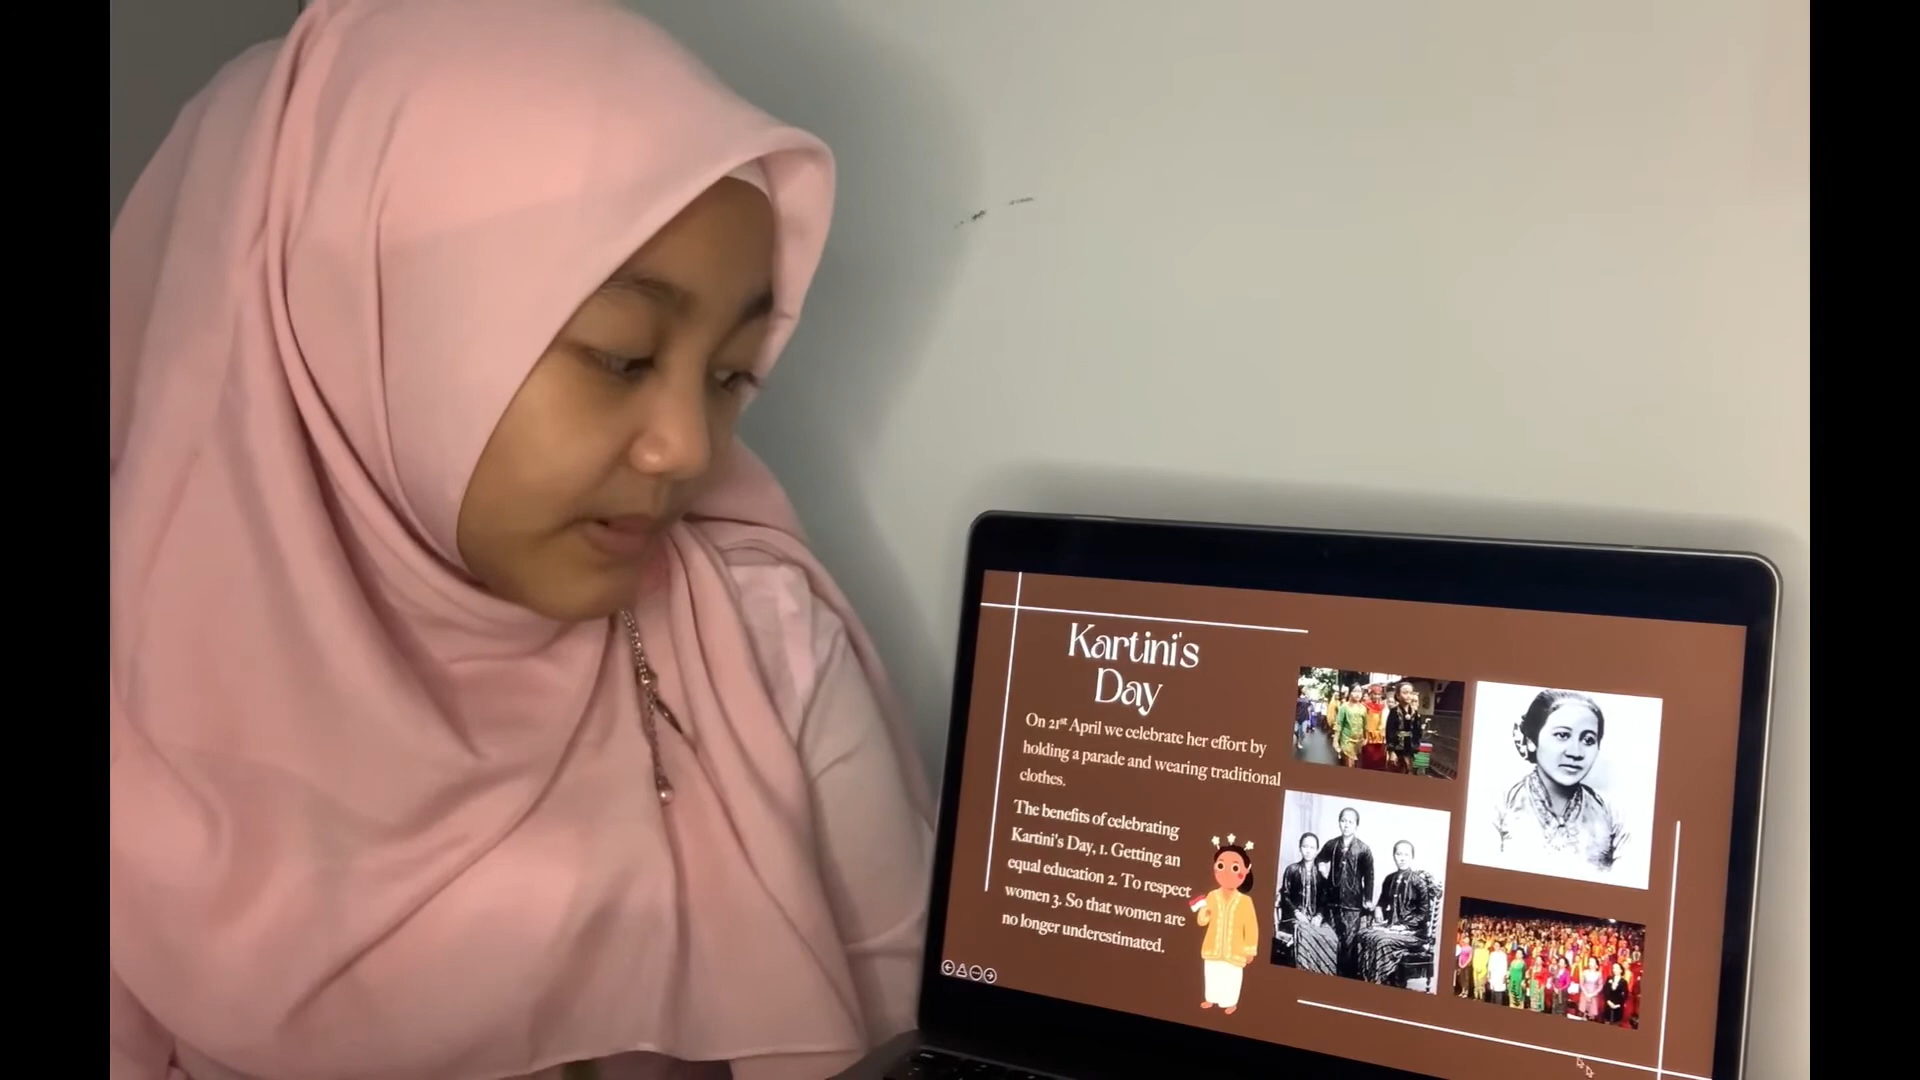 Kartini's
Day
On 21st April we celebrate her effort by
holding a parade and wearing traditional
clothes.
The benefits of celebrating
Kartini's Day, 1. Getting an
equal education 2. To respect
women 3. So that women are
no longer underestimated.